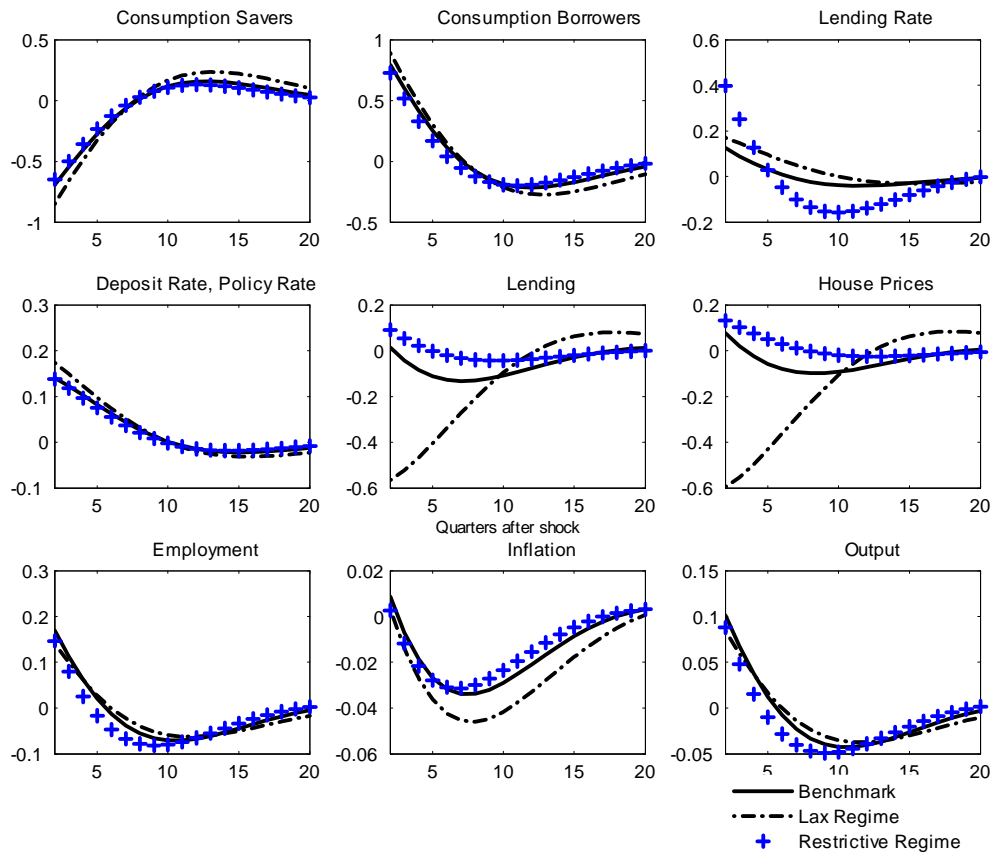 Consumption Savers
Consumption Borrowers
Lending Rate
0.5
0
-0.5
-1
5 10 15 20
1
0.5
0
-0.5
5 10 15 20
0.6
0.4
0.2
0
-0.2
5 10 15 20
Deposit Rate, Policy Rate
Lending
House Prices
0.3
0.2
0.1
0
-0.1
5 10 15 20
0.2
0
-0.2
-0.4
-0.6
5 10 15 20
Quarters after shock
0.2
0
-0.2
-0.4
-0.6
5 10 15 20
Employment
Inflation
Output
0.3
0.2
0.1
0
-0.1
5 10 15 20
0.02
0
-0.02
-0.04
-0.06
5 10 15 20
0.15
0.1
0.05
0
-0.05
5 10 15 20
Benchmark
Lax Regime
Restrictive Regime